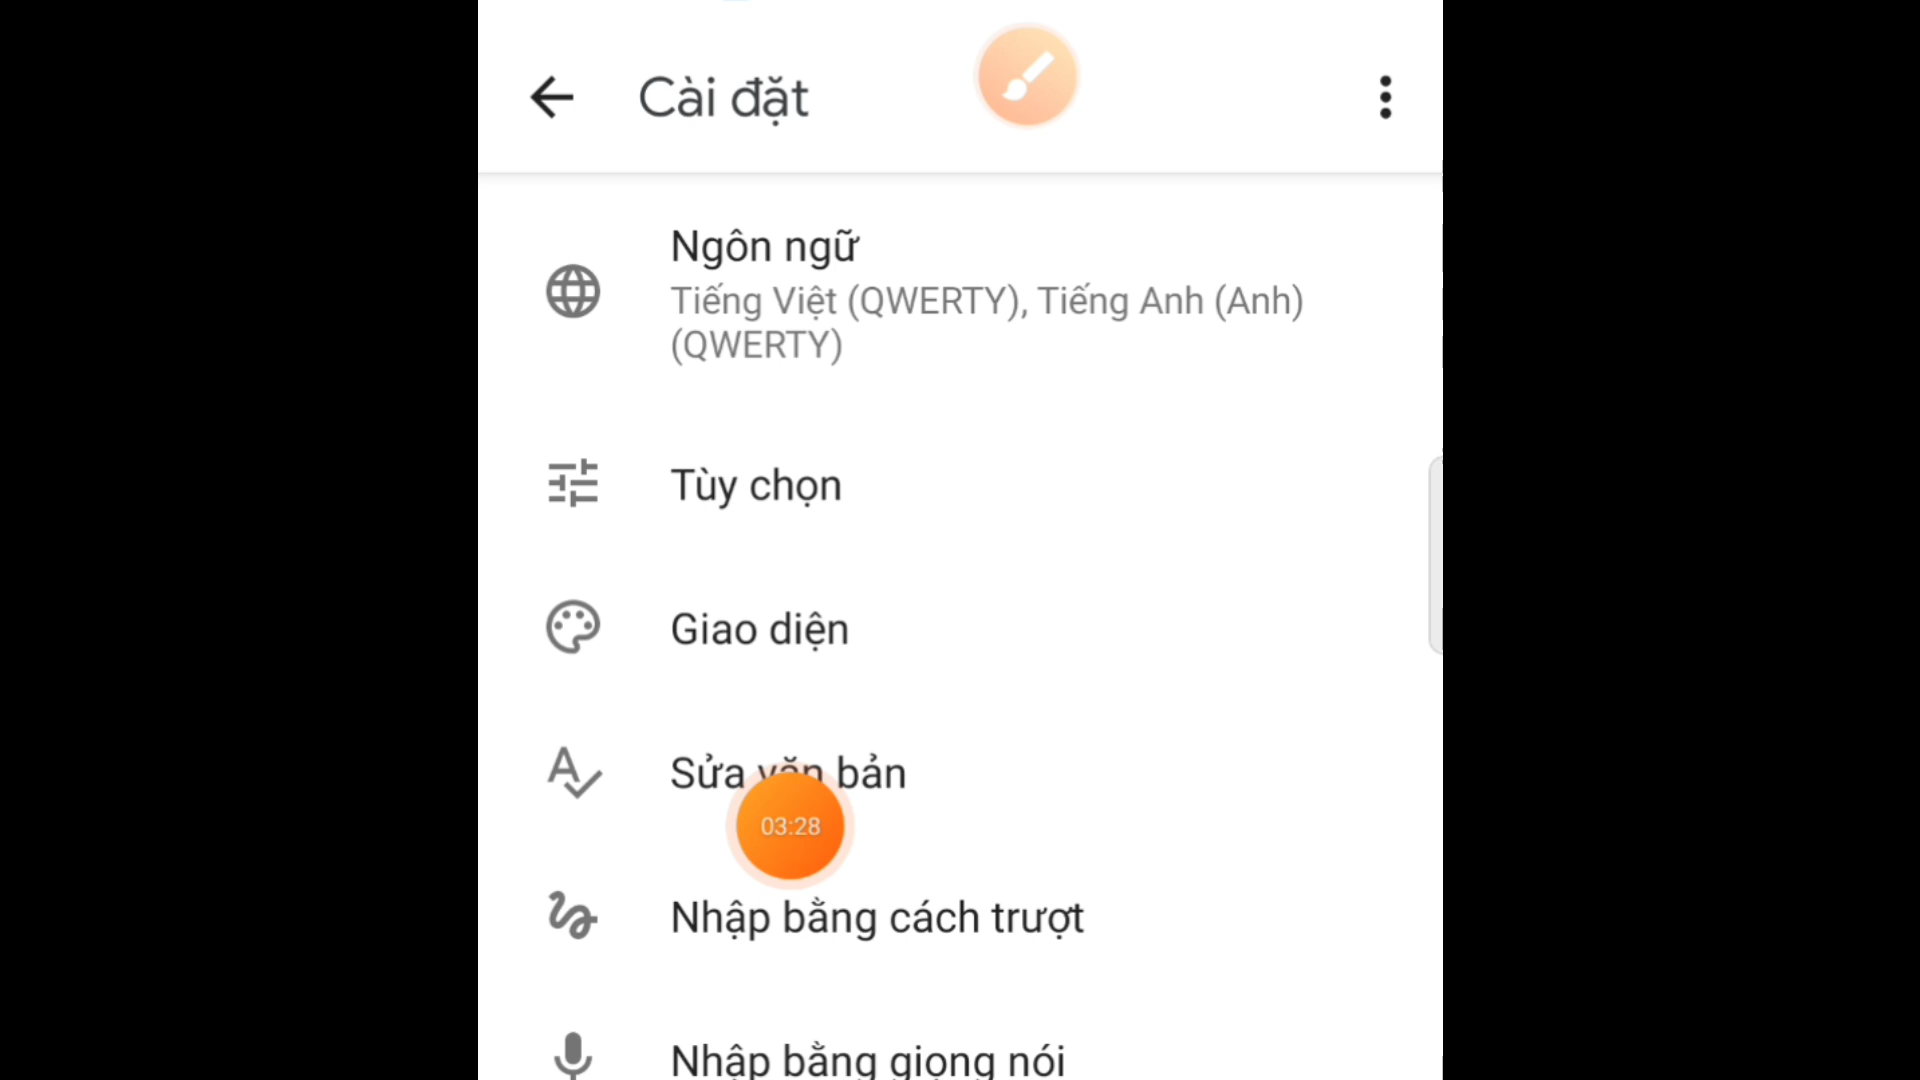 Cài đặt
Ngôn ngữ
Tiếng Việt (QWERTY), Tiếng Anh (Anh)
(QWERTY)
Tùy chọn
Giao diện
Sửa văn bản
03:28
Nhập bằng cách trượt
Nhập bằng giọng nói